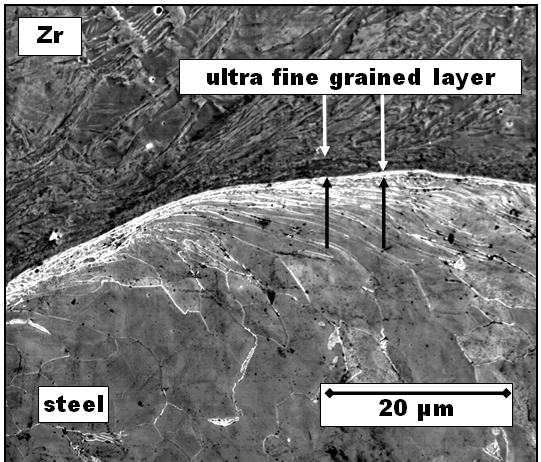 Zr
ultra fine grained layer
steel
20 µm